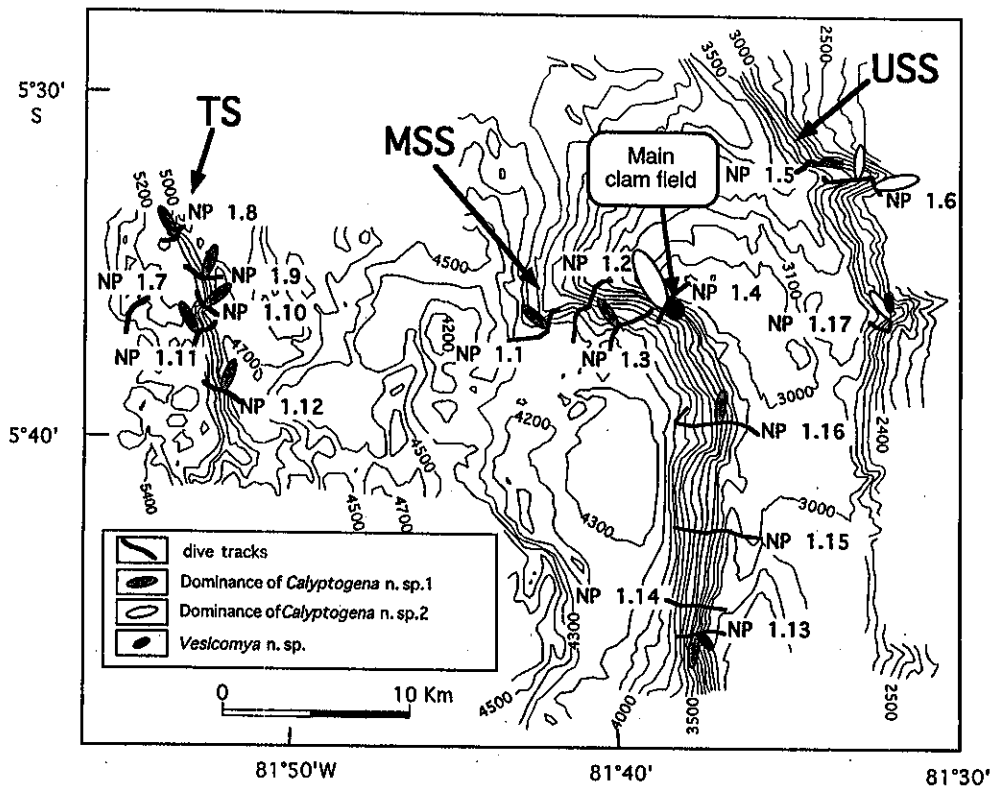 2500
3000
3500
5°30'
S
USS
TS
MSS
Main
clam field
NP 1.5
5200
5000
NP 1.8
NP 1.6
4500
NP 1.2
NP 1.7
NP 1.9
NP 1.4
3100
NP 1.10
4200
NP 1.17
NP 1.11
4700
NP 1.1
NP 1.3
NP 1.12
3000
4200
NP 1.16
5°40'
4500
2400
5400
4500
4700
4300
3000
NP 1.15
dive tracks
Dominance of Calyptogena n. sp.1
Dominance of Calyptogena n. sp.2
Vesicomya n. sp.
NP 1.14
NP 1.13
4300
0 10 Km
4500
4000
3500
2500
81°50'W
81°40'
81°30'